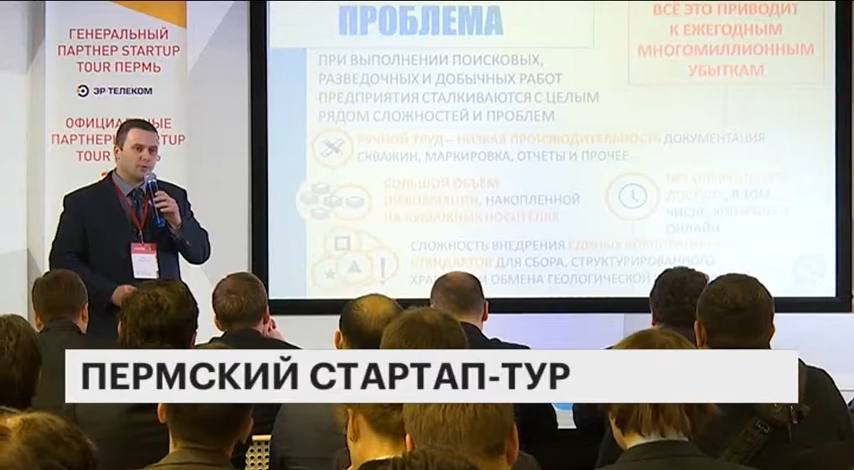 ГЕНЕРАЛЬНЫЙ
ПАРТНЕР STARTUP
TOUR ПЕРМЬ
ЭР ТЕЛЕКОМ
ПАРТНЕРЫ STARTUP
TOUR
ПРОБЛЕМА
ВСЁ ЭТО ПРИВОДИТ
К ЕЖЕГОДНЫМ
МНОГОМИЛЛИОННЫМ
УБЫТКАМ
ПРИ ВЫПОЛНЕНИИ ПОИСКОВЫХ,
РАЗВЕДОЧНЫХ И ДОБЫЧНЫХ РАБОТ
ПРЕДПРИЯТИЯ СТАЛКИВАЮТСЯ С ЦЕЛЫМ
РЯДОМ СЛОЖНОСТЕЙ И ПРОБЛЕМ
РУЧНОЙ ТРУД – НИЗКАЯ ПРОИЗВОДИТЕЛЬНОСТЬ ДОКУМЕНТАЦИЯ
СКВАЖИН, МАРКИРОВКА, ОТЧЕТЫ И ПРОЧЕЕ
БОЛЬШОЙ ОБЪЕМ
ИНФОРМАЦИИ, НАКОПЛЕННОЙ
НА БУМАЖНЫХ НОСИТЕЛЯХ
В ТОМ
ЧИСЛЕ
ОНЛАЙН
СЛОЖНОСТЬ ВНЕДРЕНИЯ ЕДИНЫХ
СТАНДАРТОВ ДЛЯ СБОРА, СТРУКТУРИРОВАННОГО
И ОБМЕНА ГЕОЛОГИЧЕСКОЙ
ПЕРМСКИЙ СТАРТАП-ТУР